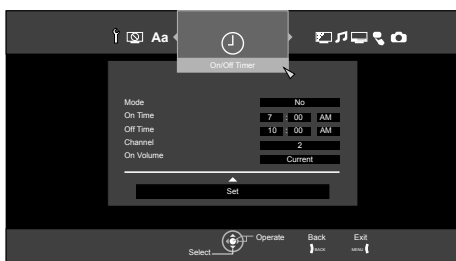 Aa
On/Off Timer
Mode No
On Time 7 : 00 AM
Off Time 10 : 00 AM
Channel 2
On Volume Current
Set
Select Operate Back Exit
BACK MENU